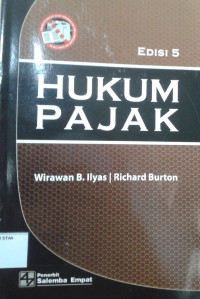 EDISI 5
HUKUM
PAJAK
Wirawan B. Ilyas | Richard Burton
Penerbit
Salemba Empat